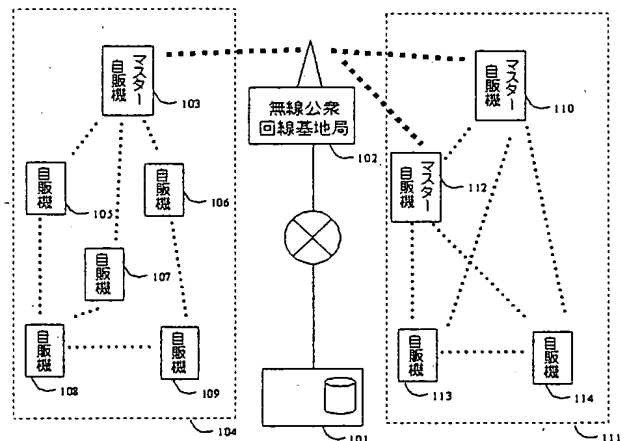 マスター
自販機
103
自販機
105
自販機
106
自販機
107
自販機
108
自販機
109
104
無線公衆
回線基地局
102
101
マスター
自販機
110
マスター
自販機
112
自販機
113
自販機
114
111